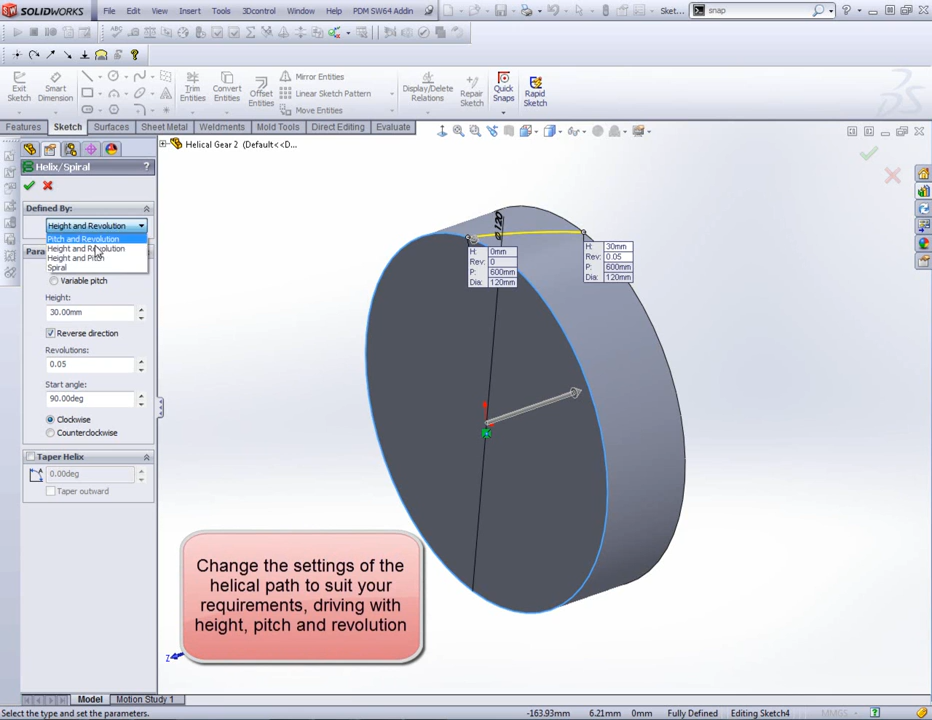 SOLIDWORKS File Edit View Insert Tools 3Dcontrol Window Help PDM SW84 Addin Sket... snap
Exit Sketch
Smart Dimension
Trim Entities
Convert Entities
Offset Entities
Mirror Entities
Linear Sketch Pattern
Move Entities
Display/Delete Relations
Repair Sketch
Quick Snaps
Rapid Sketch
Features Sketch Surfaces Sheet Metal Weldments Mold Tools Direct Editing Evaluate
Helical Gear 2 (Default<<D...
Helix/Spiral ?
Defined By:
Height and Revolution
Pitch and Revolution
Height and Revolution
Height and Pitch
Spiral
Para
Variable pitch
Height:
30.00mm
Reverse direction
Revolutions:
0.05
Start angle:
90.00deg
Clockwise
Counterclockwise
Taper Helix
0.00deg
Taper outward
120
H: 0mm
Rev: 0
P: 600mm
Dia: 120mm
H: 30mm
Rev: 0.05
P: 600mm
Dia: 120mm
Change the settings of the
helical path to suit your
requirements, driving with
height, pitch and revolution
Z
Model Motion Study 1
Select the type and set the parameters. -163.93mm 6.21mm 0mm Fully Defined Editing Sketch4 MMGS